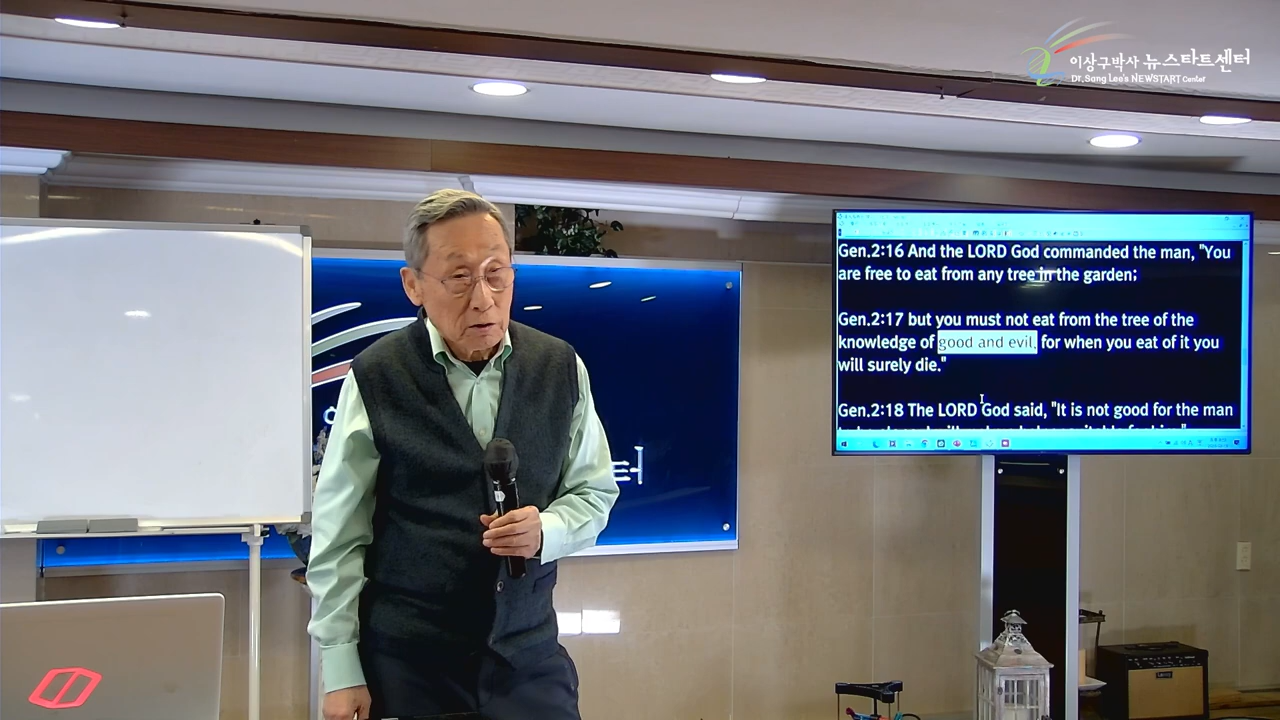 이상구박사 뉴스타트센터
Dr. Sang Lee's NEWSTART Center
Gen.2:16 And the LORD God commanded the man, "You
are free to eat from any tree in the garden;
Gen.2:17 but you must not eat from the tree of the
knowledge of good and evil, for when you eat of it you
will surely die."
Gen.2:18 The LORD God said, "It is not good for the man
터